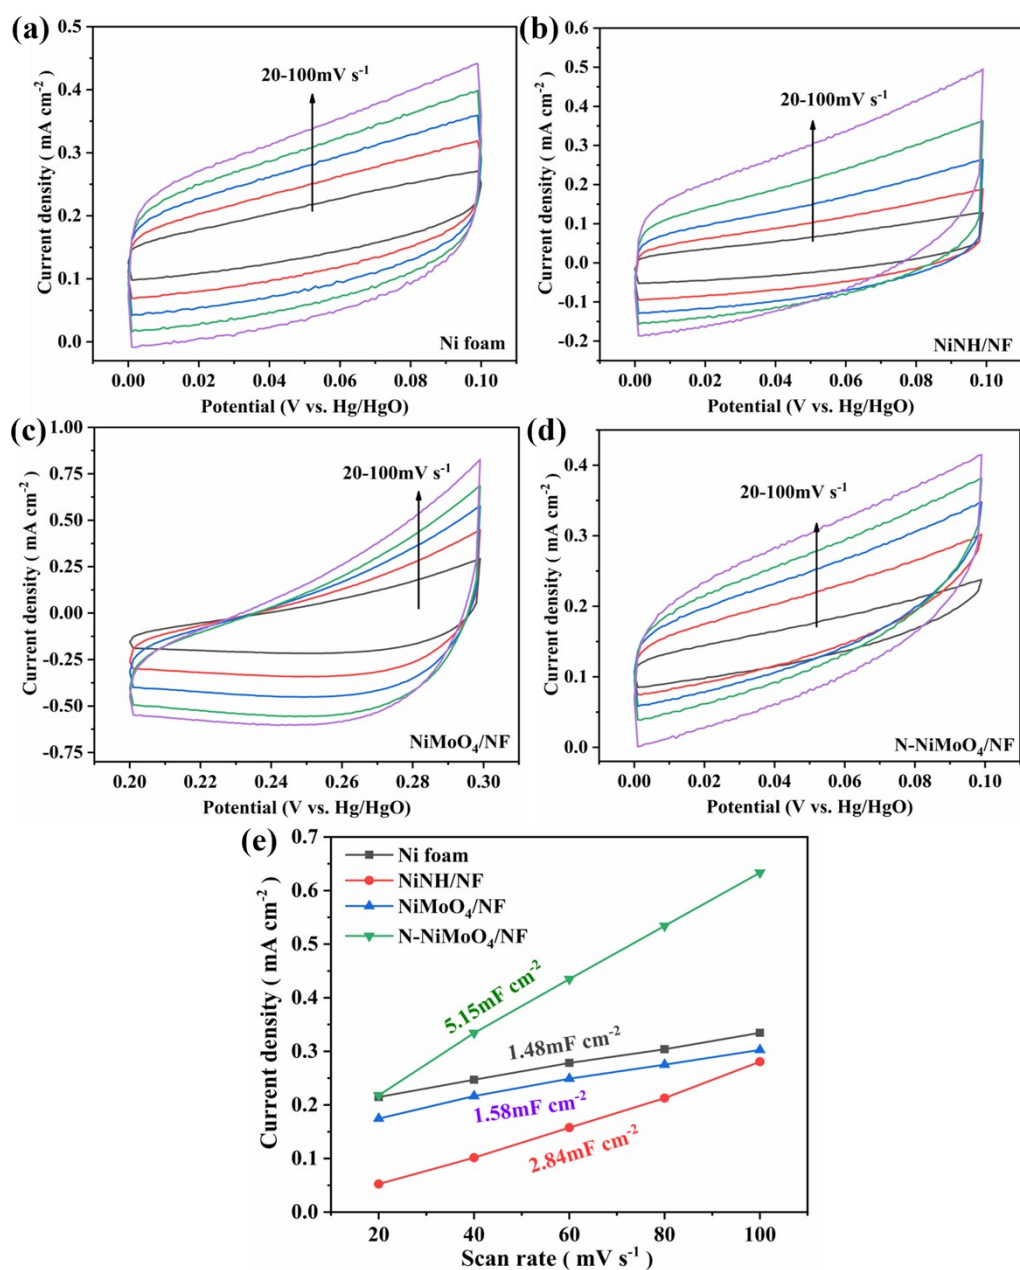 (a)
0.5
0.4
0.3
0.2
0.1
0.0
Current density ( mA cm⁻² )
20-100mV s⁻¹
Ni foam
0.00 0.02 0.04 0.06 0.08 0.10
Potential (V vs. Hg/HgO)
(b)
0.6
0.5
0.4
0.3
0.2
0.1
0.0
-0.1
-0.2
Current density ( mA cm⁻² )
20-100mV s⁻¹
NiNH/NF
0.00 0.02 0.04 0.06 0.08 0.10
Potential (V vs. Hg/HgO)
(c)
1.00
0.75
0.50
0.25
0.00
-0.25
-0.50
-0.75
Current density ( mA cm⁻² )
20-100mV s⁻¹
NiMoO₄/NF
0.20 0.22 0.24 0.26 0.28 0.30
Potential (V vs. Hg/HgO)
(d)
0.4
0.3
0.2
0.1
0.0
Current density ( mA cm⁻² )
20-100mV s⁻¹
N-NiMoO₄/NF
0.00 0.02 0.04 0.06 0.08 0.10
Potential (V vs. Hg/HgO)
(e)
0.7
0.6
0.5
0.4
0.3
0.2
0.1
0.0
Current density ( mA cm⁻² )
Ni foam
NiNH/NF
NiMoO₄/NF
N-NiMoO₄/NF
5.15mF cm⁻²
1.48mF cm⁻²
1.58mF cm⁻²
2.84mF cm⁻²
20 40 60 80 100
Scan rate ( mV s⁻¹ )